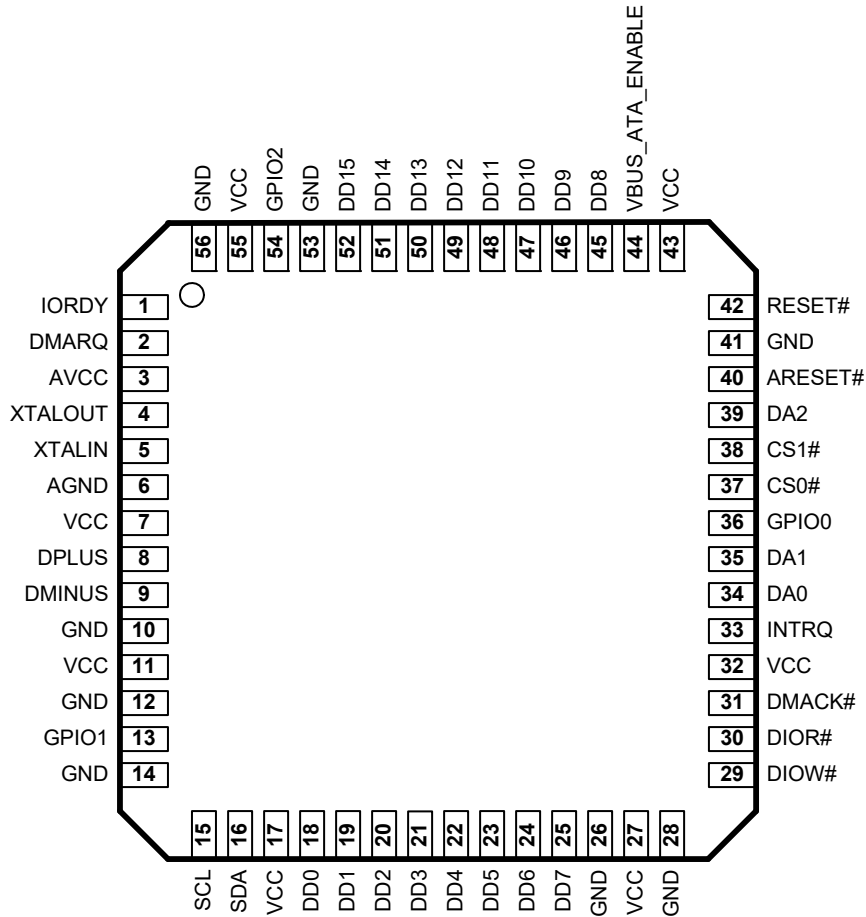 GND
VCC
GPIO2
GND
DD15
DD14
DD13
DD12
DD11
DD10
DD9
DD8
VBUS_ATA_ENABLE
VCC
56
55
54
53
52
51
50
49
48
47
46
45
44
43
IORDY 1
DMARQ 2
AVCC 3
XTALOUT 4
XTALIN 5
AGND 6
VCC 7
DPLUS 8
DMINUS 9
GND 10
VCC 11
GND 12
GPIO1 13
GND 14
42 RESET#
41 GND
40 ARESET#
39 DA2
38 CS1#
37 CS0#
36 GPIO0
35 DA1
34 DA0
33 INTRQ
32 VCC
31 DMACK#
30 DIOR#
29 DIOW#
15
16
17
18
19
20
21
22
23
24
25
26
27
28
SCL
SDA
VCC
DD0
DD1
DD2
DD3
DD4
DD5
DD6
DD7
GND
VCC
GND